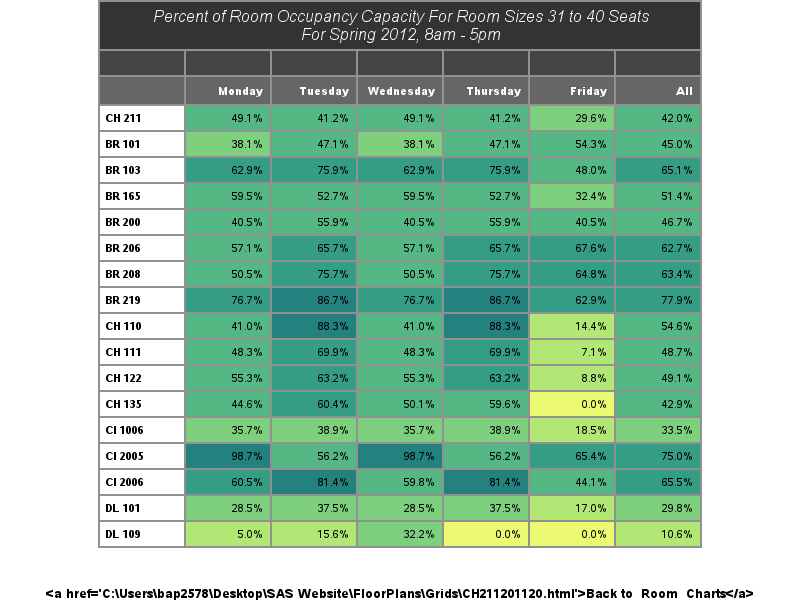 Percent of Room Occupancy Capacity For Room Sizes 31 to 40 Seats
For Spring 2012, 8am - 5pm
Monday Tuesday Wednesday Thursday Friday All
CH 211 49.1% 41.2% 49.1% 41.2% 29.6% 42.0%
BR 101 38.1% 47.1% 38.1% 47.1% 54.3% 45.0%
BR 103 62.9% 75.9% 62.9% 75.9% 48.0% 65.1%
BR 165 59.5% 52.7% 59.5% 52.7% 32.4% 51.4%
BR 200 40.5% 55.9% 40.5% 55.9% 40.5% 46.7%
BR 206 57.1% 65.7% 57.1% 65.7% 67.6% 62.7%
BR 208 50.5% 75.7% 50.5% 75.7% 64.8% 63.4%
BR 219 76.7% 86.7% 76.7% 86.7% 62.9% 77.9%
CH 110 41.0% 88.3% 41.0% 88.3% 14.4% 54.6%
CH 111 48.3% 69.9% 48.3% 69.9% 7.1% 48.7%
CH 122 55.3% 63.2% 55.3% 63.2% 8.8% 49.1%
CH 135 44.6% 60.4% 50.1% 59.6% 0.0% 42.9%
CI 1006 35.7% 38.9% 35.7% 38.9% 18.5% 33.5%
CI 2005 98.7% 56.2% 98.7% 56.2% 65.4% 75.0%
CI 2006 60.5% 81.4% 59.8% 81.4% 44.1% 65.5%
DL 101 28.5% 37.5% 28.5% 37.5% 17.0% 29.8%
DL 109 5.0% 15.6% 32.2% 0.0% 0.0% 10.6%
<a href='C:\Users\bap2578\Desktop\SAS Website\FloorPlans\Grids\CH211201120.html'>Back to Room Charts</a>